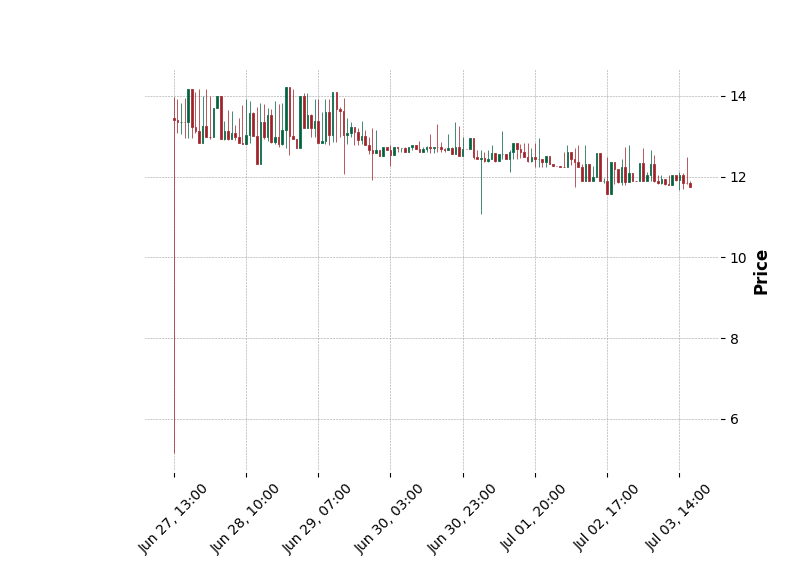 14
12
10
8
6
Price
Jun 27, 13:00
Jun 28, 10:00
Jun 29, 07:00
Jun 30, 03:00
Jun 30, 23:00
Jul 01, 20:00
Jul 02, 17:00
Jul 03, 14:00